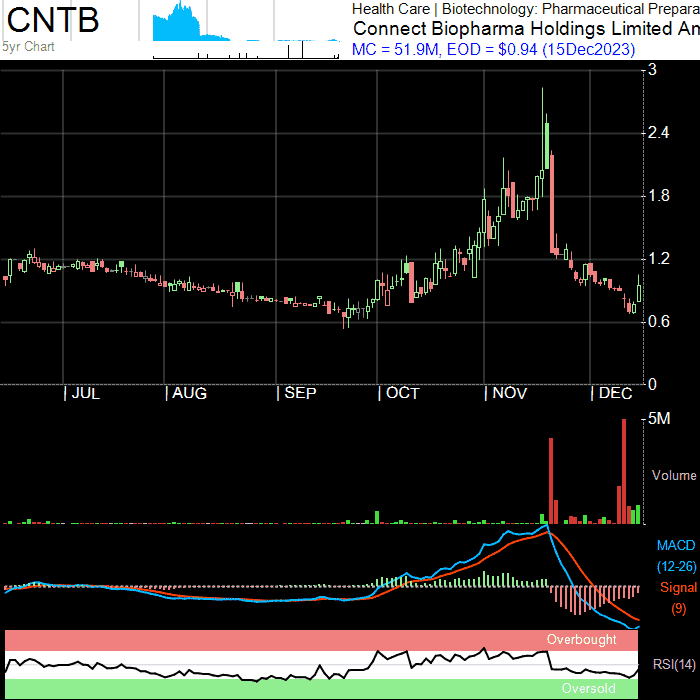 CNTB
5yr Chart
Health Care | Biotechnology: Pharmaceutical Prepara
Connect Biopharma Holdings Limited An
MC = 51.9M, EOD = $0.94 (15Dec2023)
3
2.4
1.8
1.2
0.6
0
| JUL | AUG | SEP | OCT | NOV | DEC
5M
Volume
MACD
(12-26)
Signal
(9)
Overbought
RSI(14)
Oversold